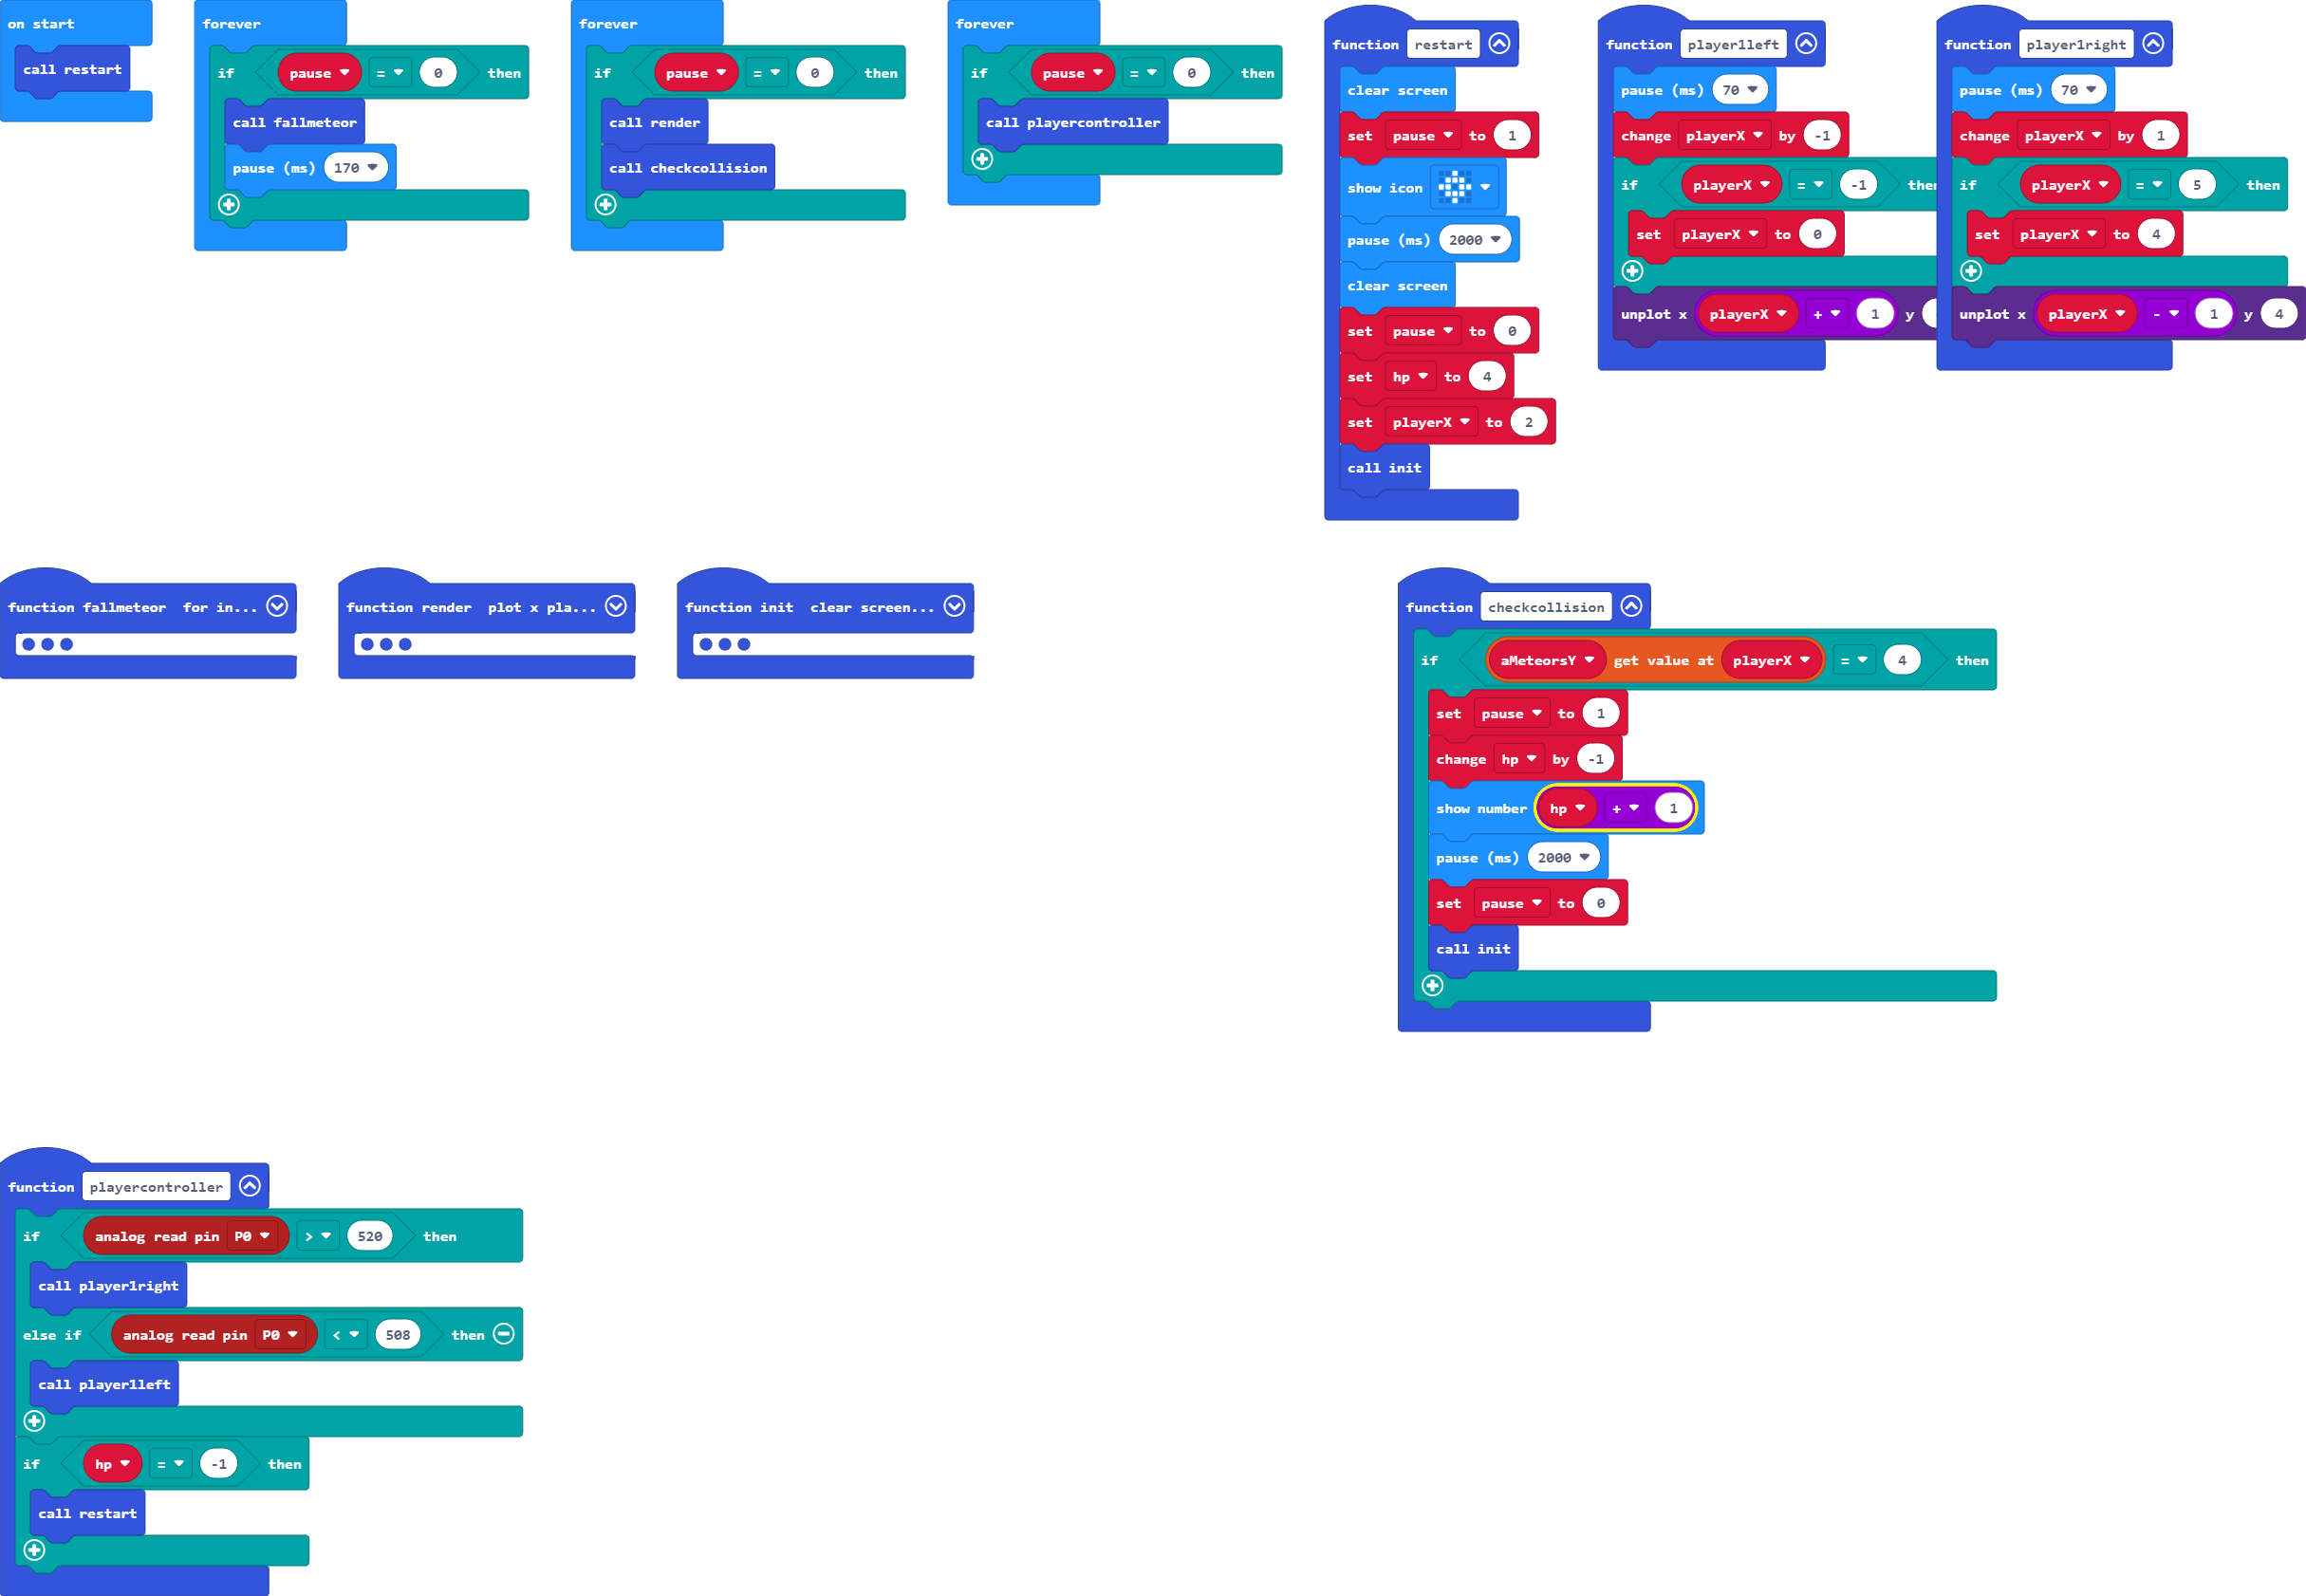 on start
call restart
forever
if pause = 0 then
call fallmeteor
pause (ms) 170
forever
if pause = 0 then
call render
call checkcollision
forever
if pause = 0 then
call playercontroller
function restart
clear screen
set pause to 1
show icon
pause (ms) 2000
clear screen
set pause to 0
set hp to 4
set playerX to 2
call init
function player1left
pause (ms) 70
change playerX by -1
if playerX = -1 then
set playerX to 0
unplot x playerX + 1 y
function player1right
pause (ms) 70
change playerX by 1
if playerX = 5 then
set playerX to 4
unplot x playerX - 1 y 4
function fallmeteor for in...
function render plot x pla...
function init clear screen...
function checkcollision
if aMeteorsY get value at playerX = 4 then
set pause to 1
change hp by -1
show number hp + 1
pause (ms) 2000
set pause to 0
call init
function playercontroller
if analog read pin P0 > 520 then
call player1right
else if analog read pin P0 < 508 then
call player1left
if hp = -1 then
call restart